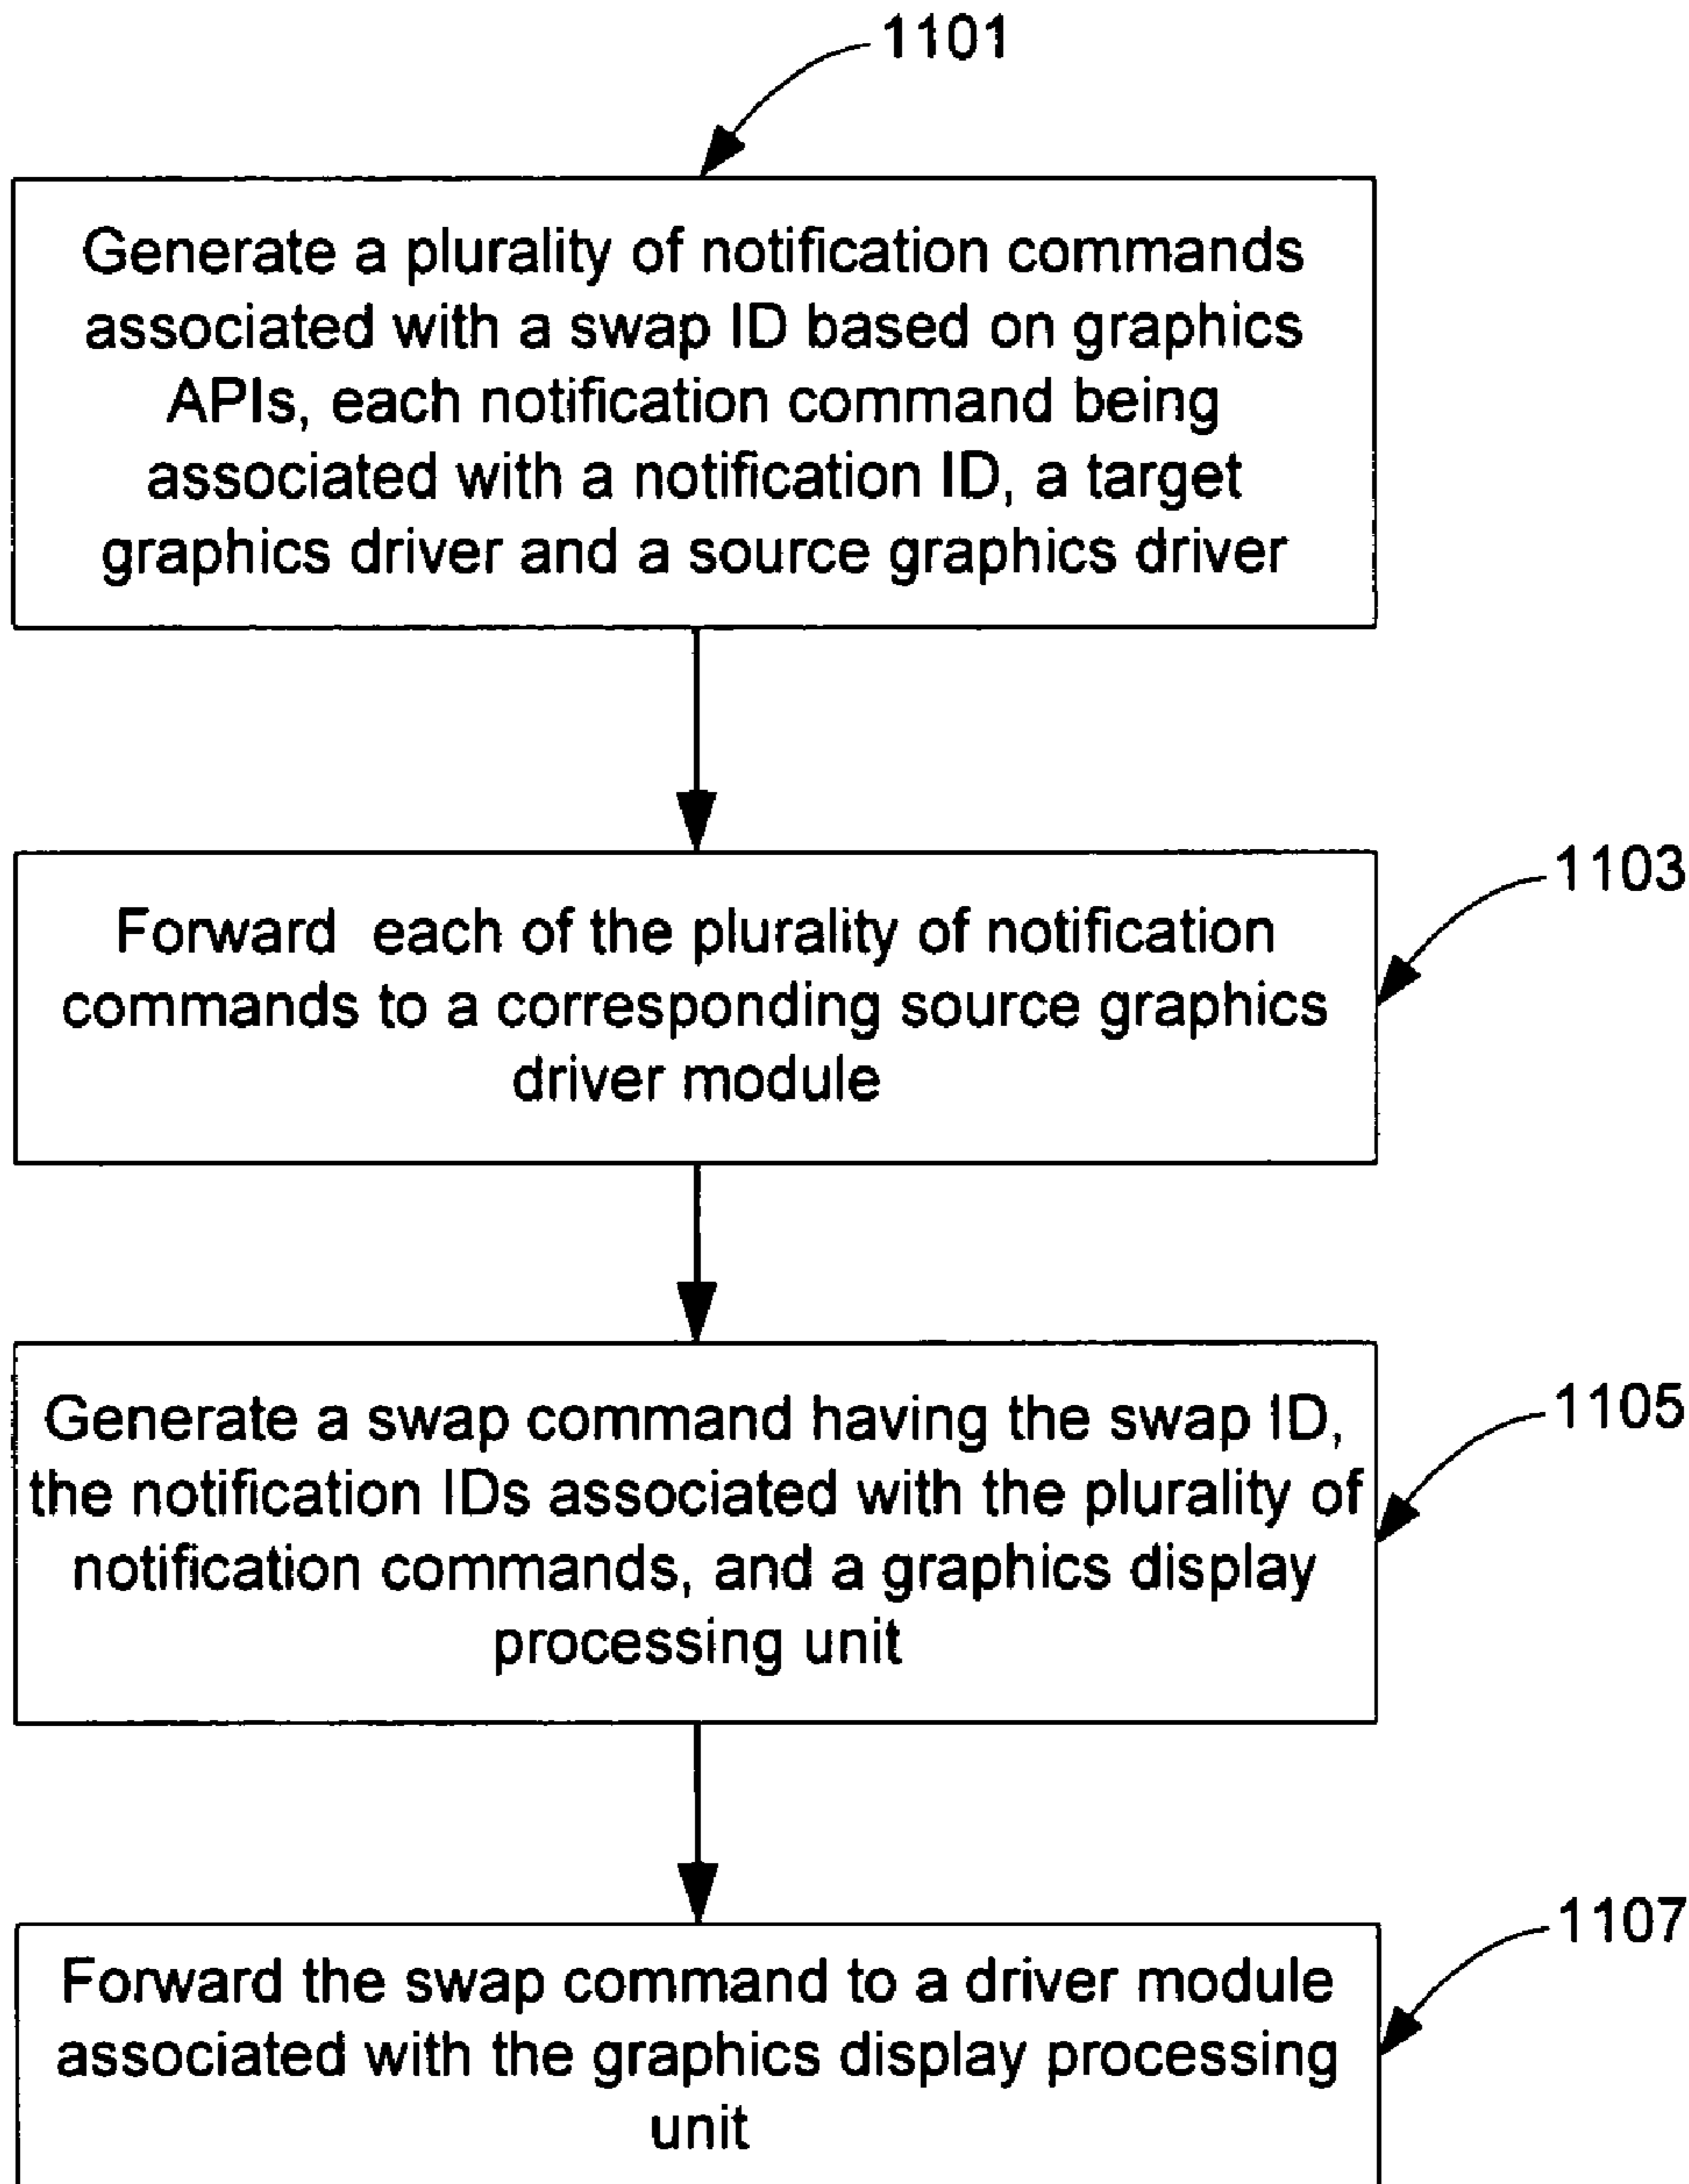 1101
Generate a plurality of notification commands
associated with a swap ID based on graphics
APIs, each notification command being
associated with a notification ID, a target
graphics driver and a source graphics driver
1103
Forward each of the plurality of notification
commands to a corresponding source graphics
driver module
1105
Generate a swap command having the swap ID,
the notification IDs associated with the plurality of
notification commands, and a graphics display
processing unit
1107
Forward the swap command to a driver module
associated with the graphics display processing
unit